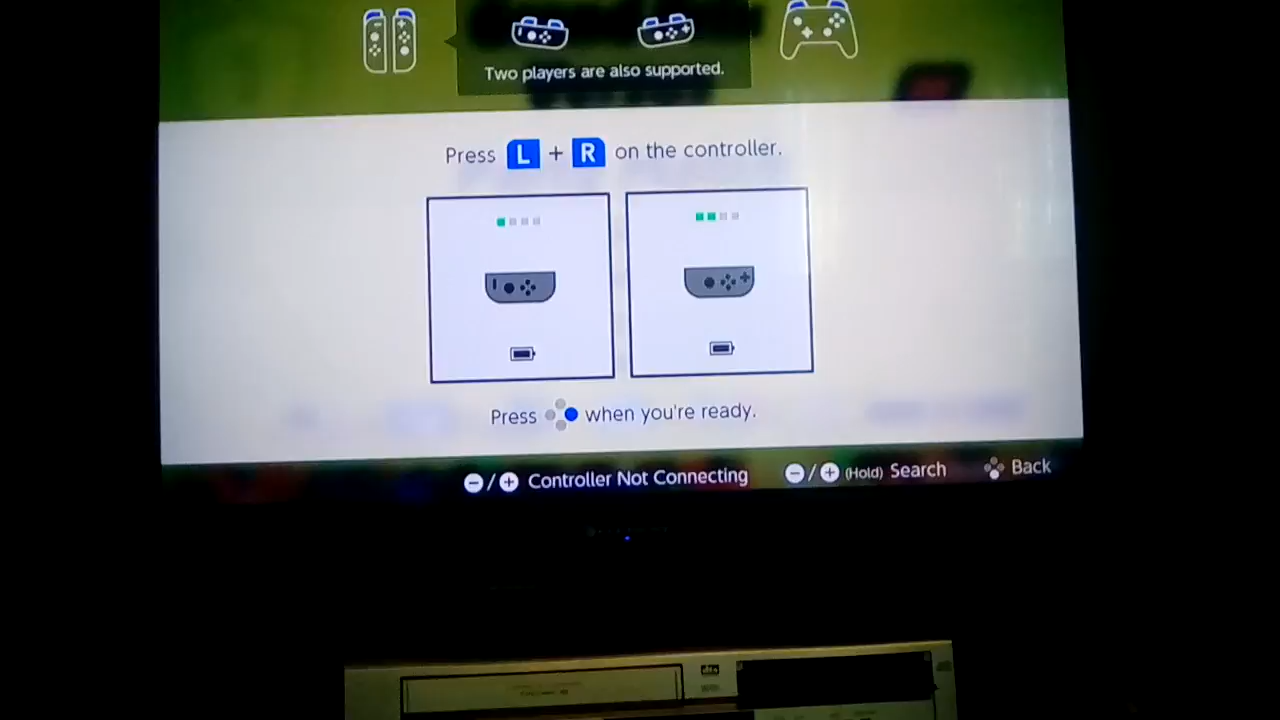 Two players are also supported.
Press L + R on the controller.
Press when you're ready.
−/+ Controller Not Connecting −/+ (Hold) Search Back
dts